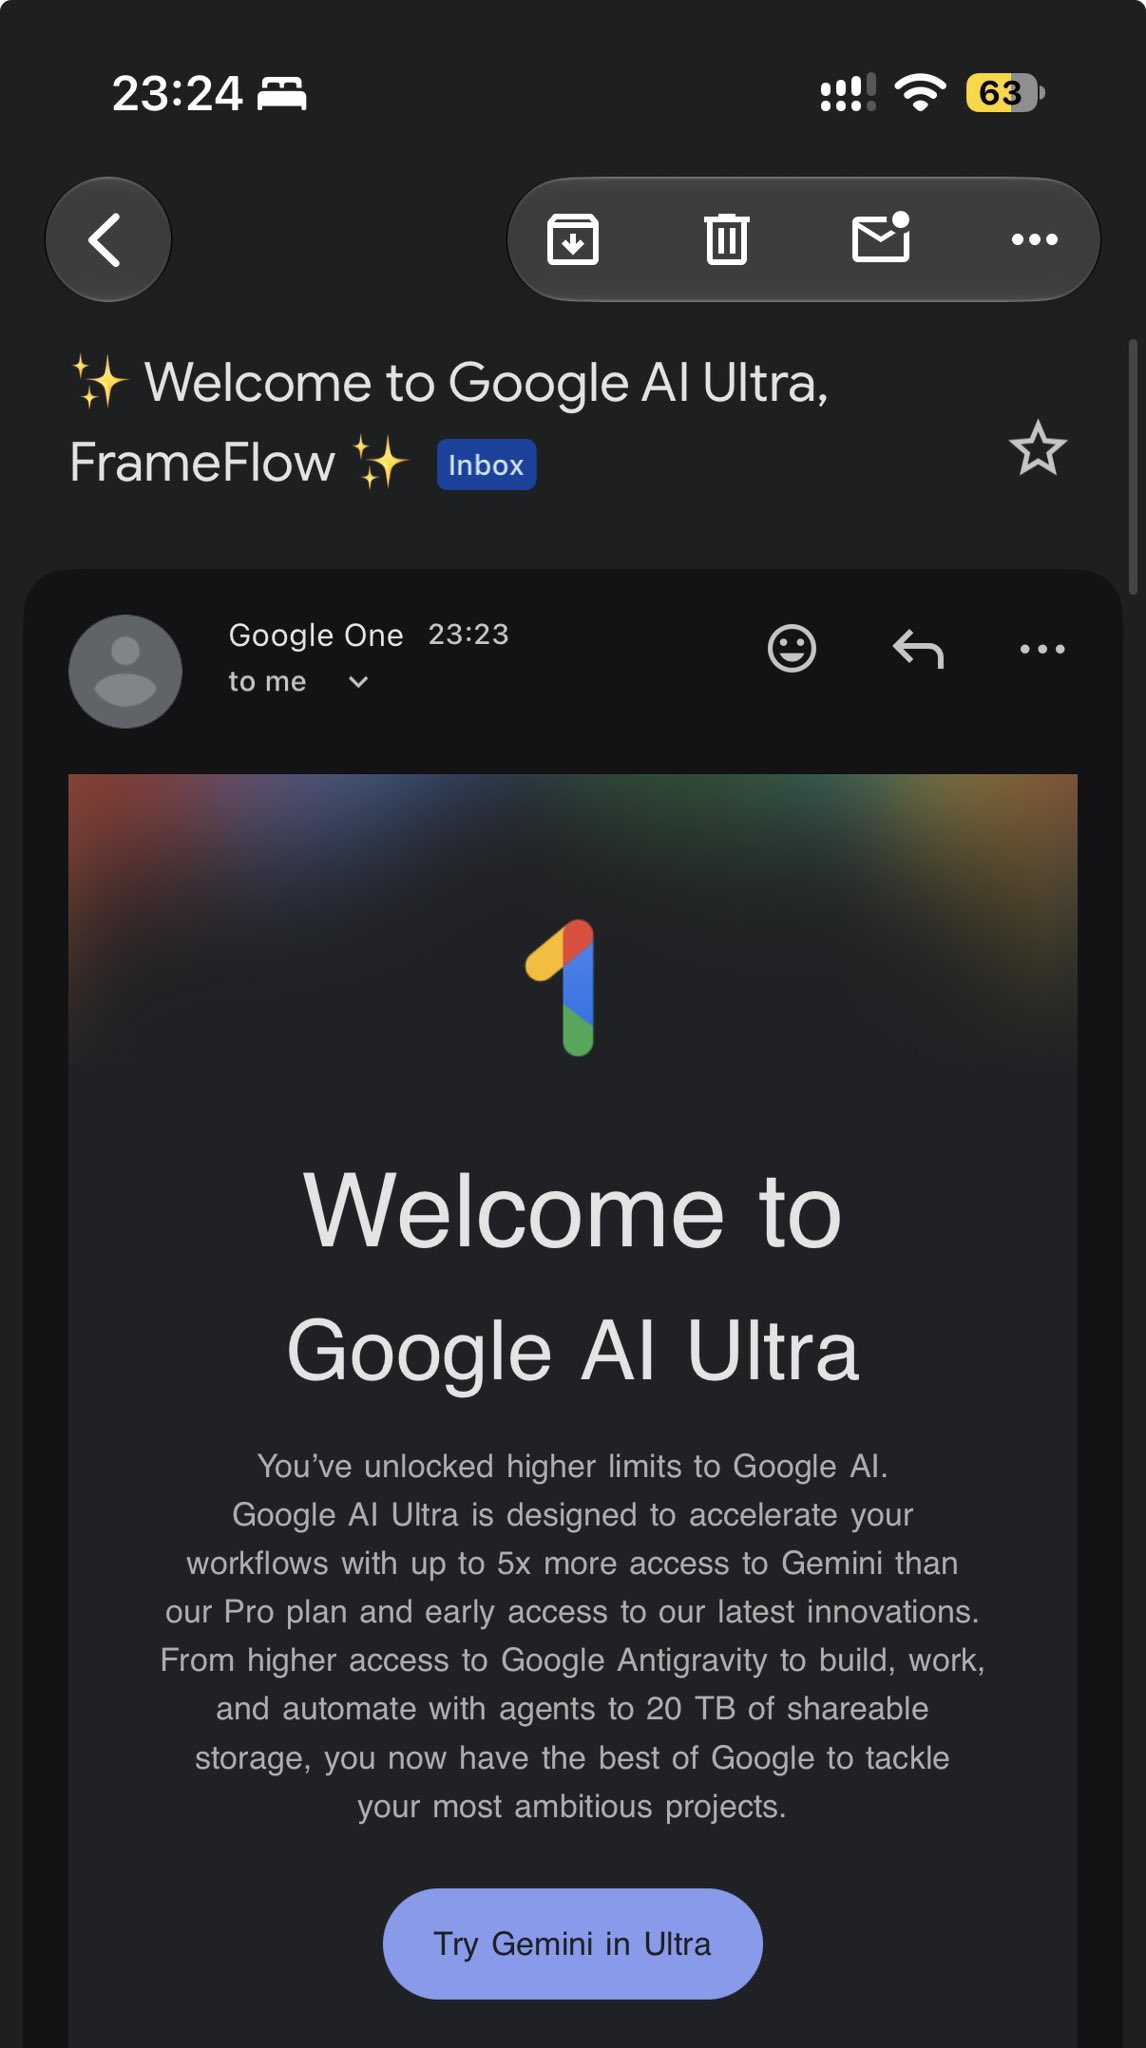 23:24
63
✨ Welcome to Google AI Ultra,
FrameFlow ✨ Inbox
Google One 23:23
to me
Welcome to
Google AI Ultra
You’ve unlocked higher limits to Google AI.
Google AI Ultra is designed to accelerate your
workflows with up to 5x more access to Gemini than
our Pro plan and early access to our latest innovations.
From higher access to Google Antigravity to build, work,
and automate with agents to 20 TB of shareable
storage, you now have the best of Google to tackle
your most ambitious projects.
Try Gemini in Ultra